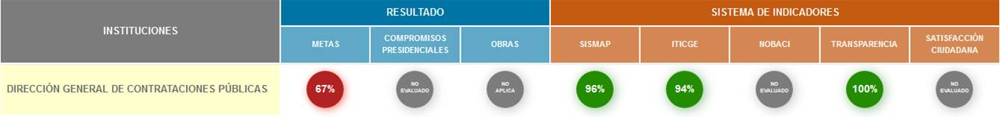 INSTITUCIONES
RESULTADO
SISTEMA DE INDICADORES
METAS
COMPROMISOS
PRESIDENCIALES
OBRAS
SISMAP
ITICGE
NOBACI
TRANSPARENCIA
SATISFACCIÓN
CIUDADANA
DIRECCIÓN GENERAL DE CONTRATACIONES PÚBLICAS
67%
NO
EVALUADO
NO
APLICA
96%
94%
NO
EVALUADO
100%
NO
EVALUADO